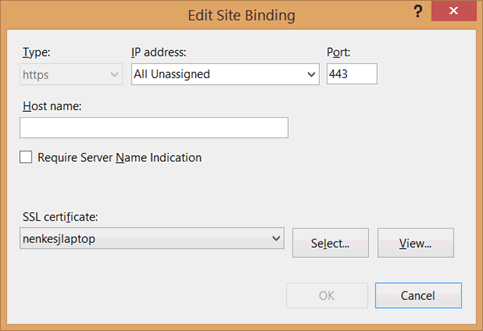 Edit Site Binding
?
Type: IP address: Port:
https All Unassigned 443
Host name:
Require Server Name Indication
SSL certificate:
nenkesjlaptop Select... View...
OK Cancel